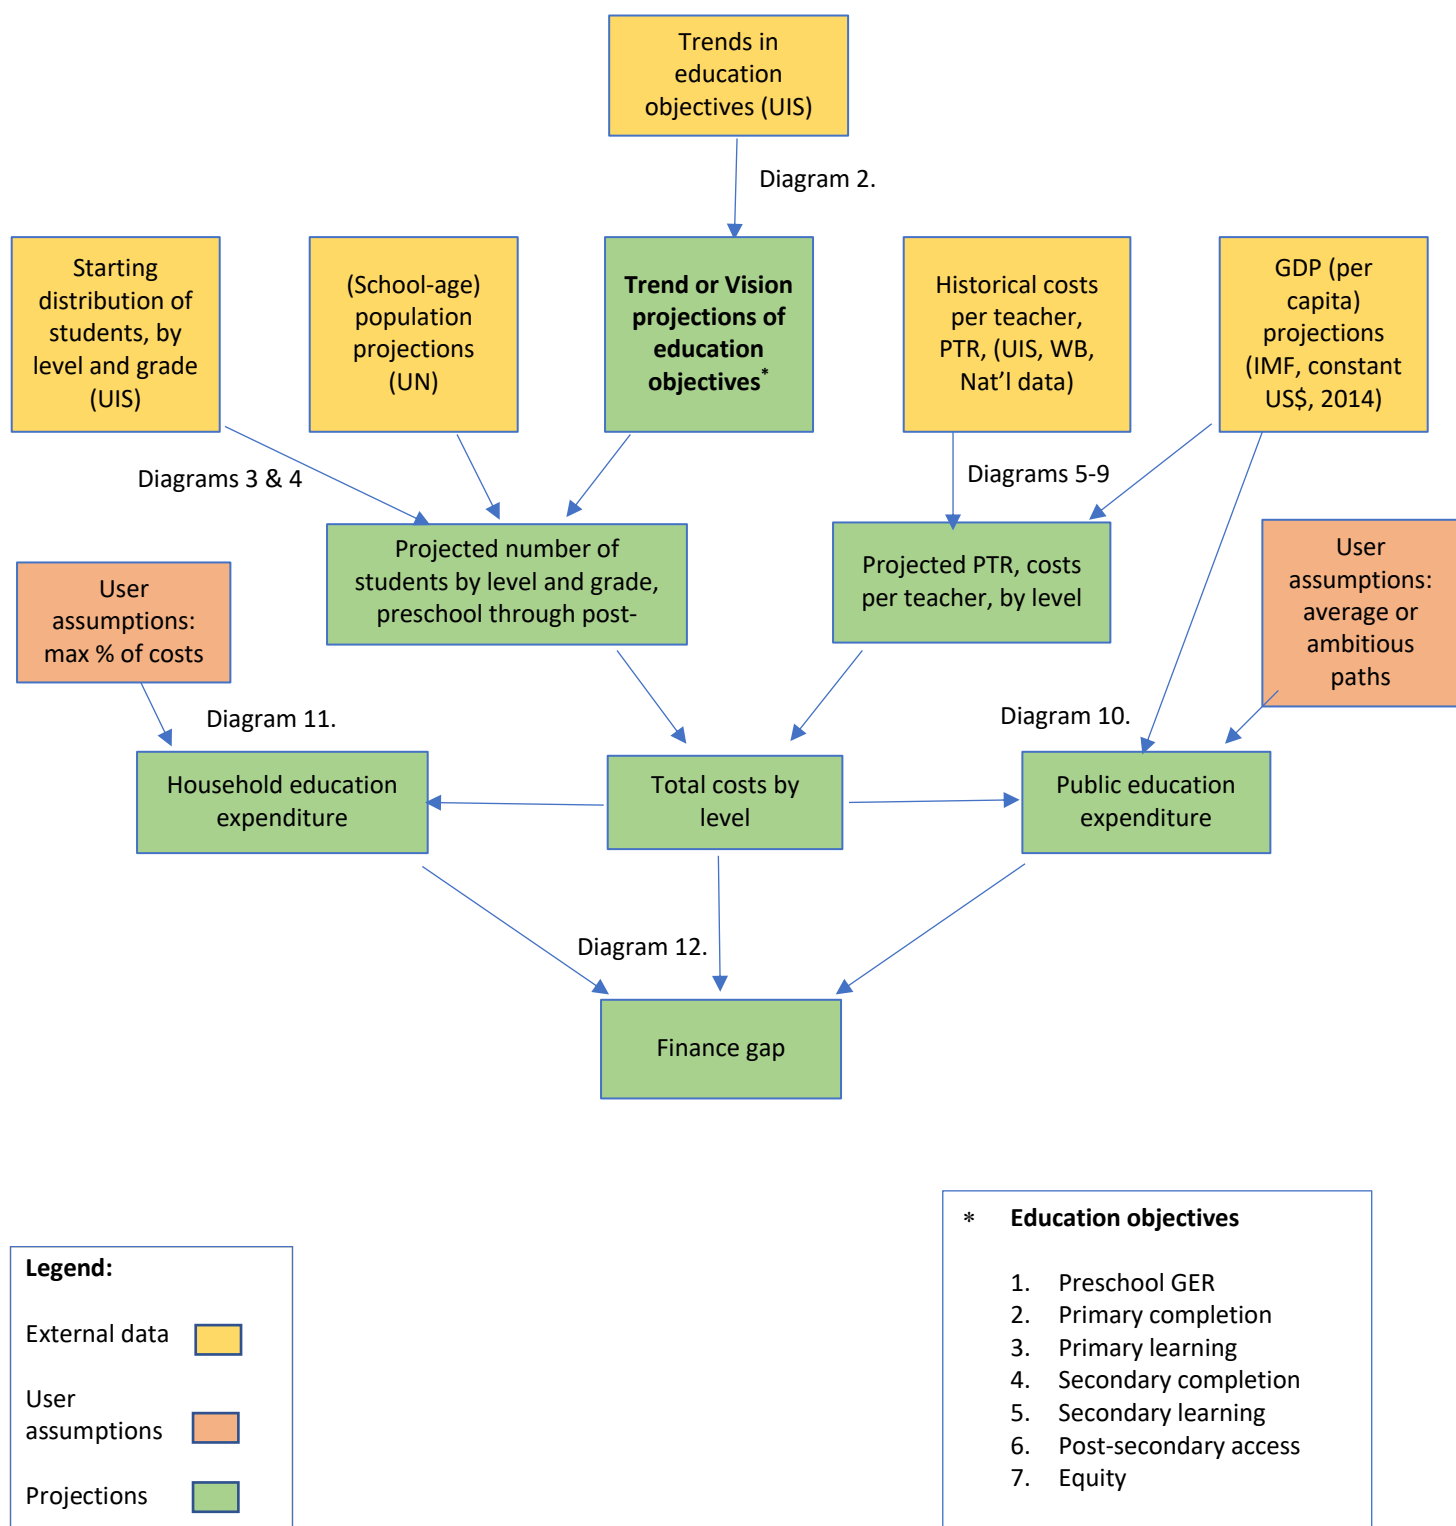 Trends in
education
objectives (UIS)
Diagram 2.
Starting
distribution of
students, by
level and grade
(UIS)
(School-age)
population
projections
(UN)
Trend or Vision
projections of
education
objectives*
Historical costs
per teacher,
PTR, (UIS, WB,
Nat’l data)
GDP (per
capita)
projections
(IMF, constant
US$, 2014)
Diagrams 3 & 4
Diagrams 5-9
User
assumptions:
max % of costs
Projected number of
students by level and grade,
preschool through post-
Projected PTR, costs
per teacher, by level
User
assumptions:
average or
ambitious
paths
Diagram 11.
Diagram 10.
Household education
expenditure
Total costs by
level
Public education
expenditure
Diagram 12.
Finance gap
Legend:
External data
User
assumptions
Projections
* Education objectives
1. Preschool GER
2. Primary completion
3. Primary learning
4. Secondary completion
5. Secondary learning
6. Post-secondary access
7. Equity